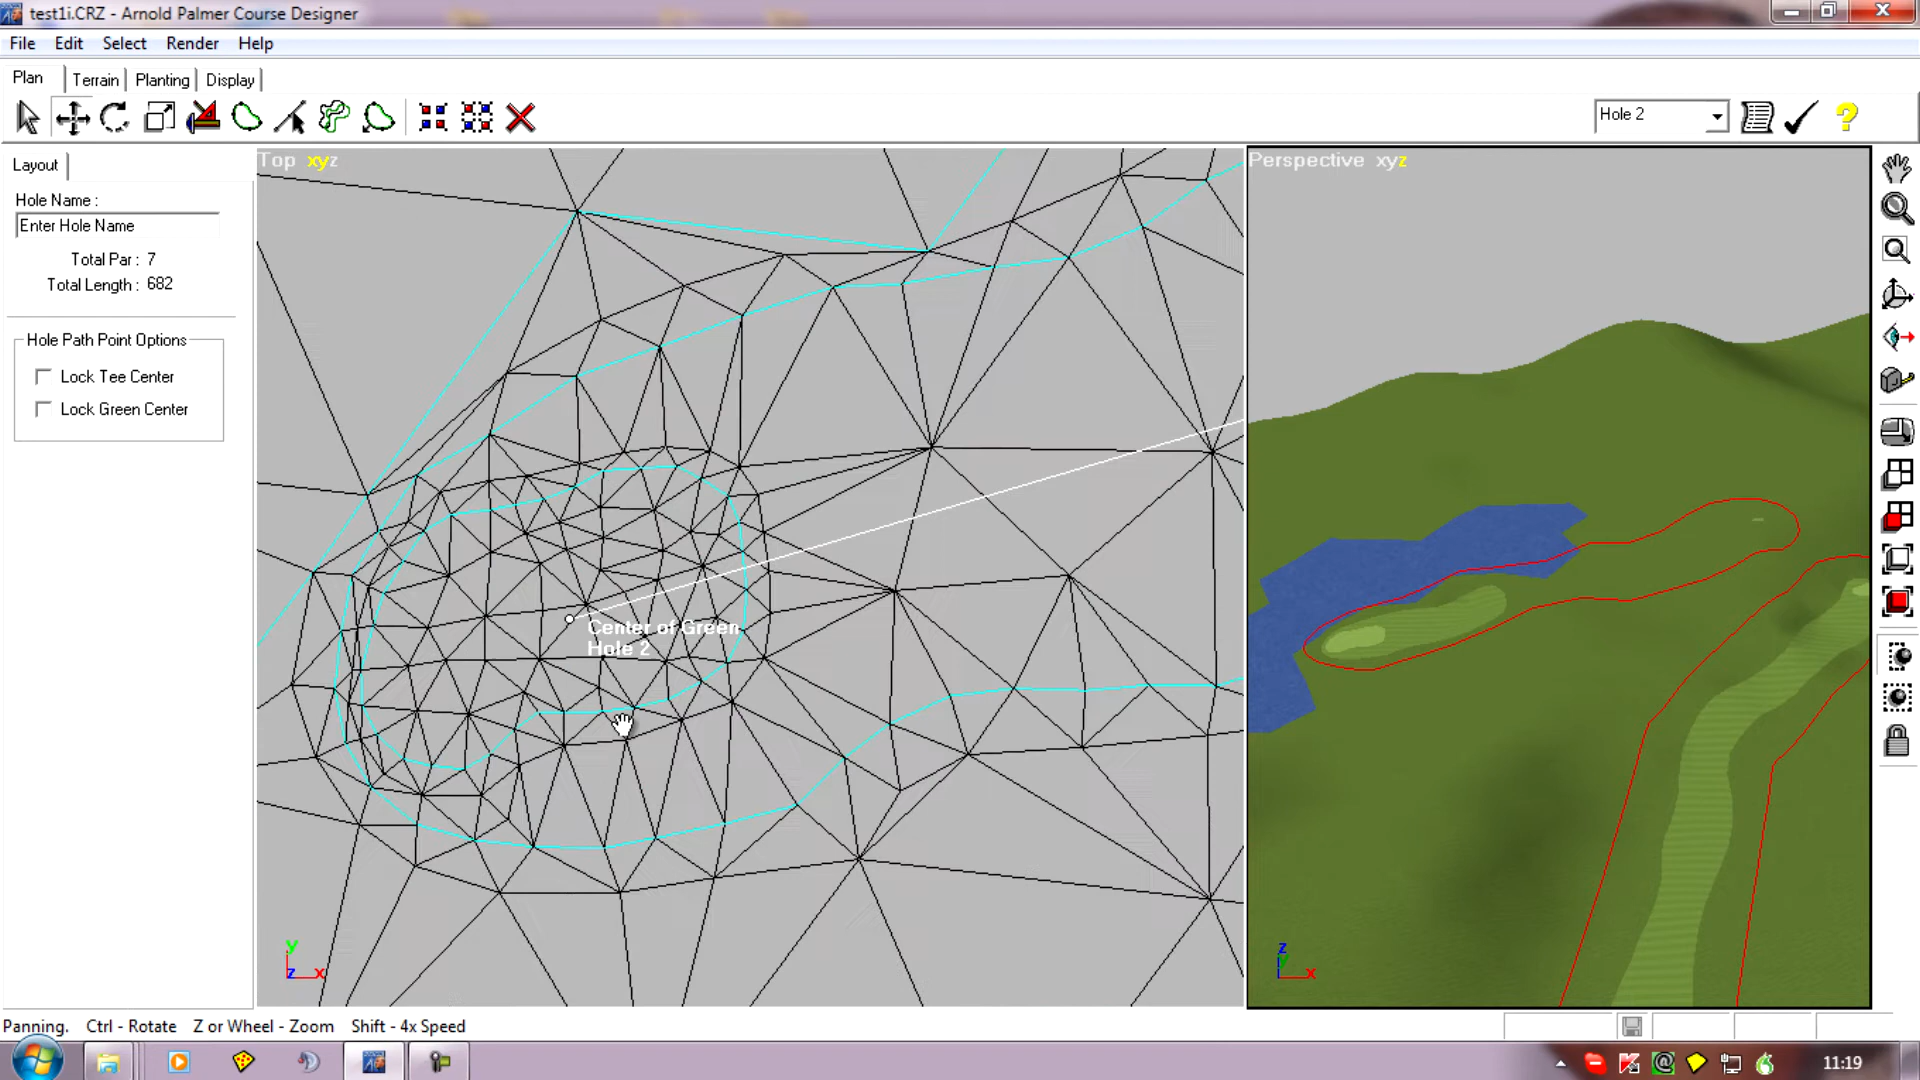 test1i.CRZ - Arnold Palmer Course Designer
File Edit Select Render Help
Plan Terrain Planting Display
Hole 2
Layout
Hole Name :
Enter Hole Name
Total Par : 7
Total Length : 682
Hole Path Point Options
Lock Tee Center
Lock Green Center
Top xyz
Center of Green
Hole 2
y
z x
Perspective xyz
z
y
x
Panning. Ctrl - Rotate Z or Wheel - Zoom Shift - 4x Speed
11:19